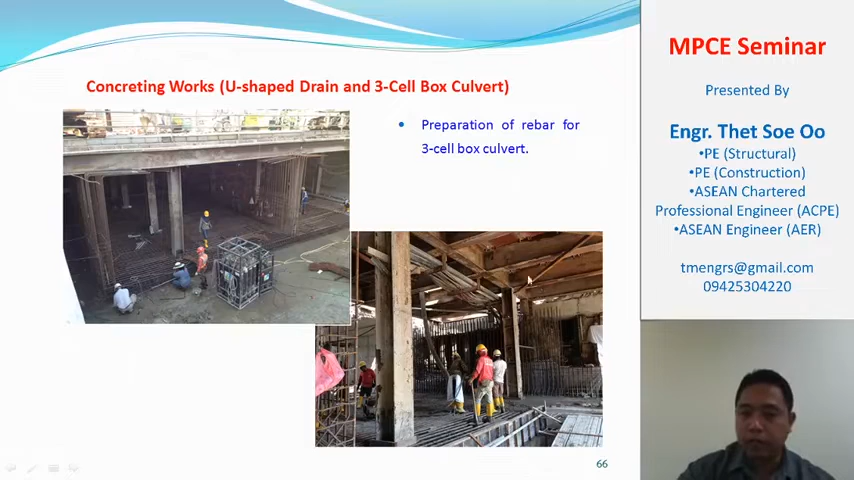 Concreting Works (U-shaped Drain and 3-Cell Box Culvert)
• Preparation of rebar for
3-cell box culvert.
66
MPCE Seminar
Presented By
Engr. Thet Soe Oo
•PE (Structural)
•PE (Construction)
•ASEAN Chartered
Professional Engineer (ACPE)
•ASEAN Engineer (AER)
tmengrs@gmail.com
09425304220